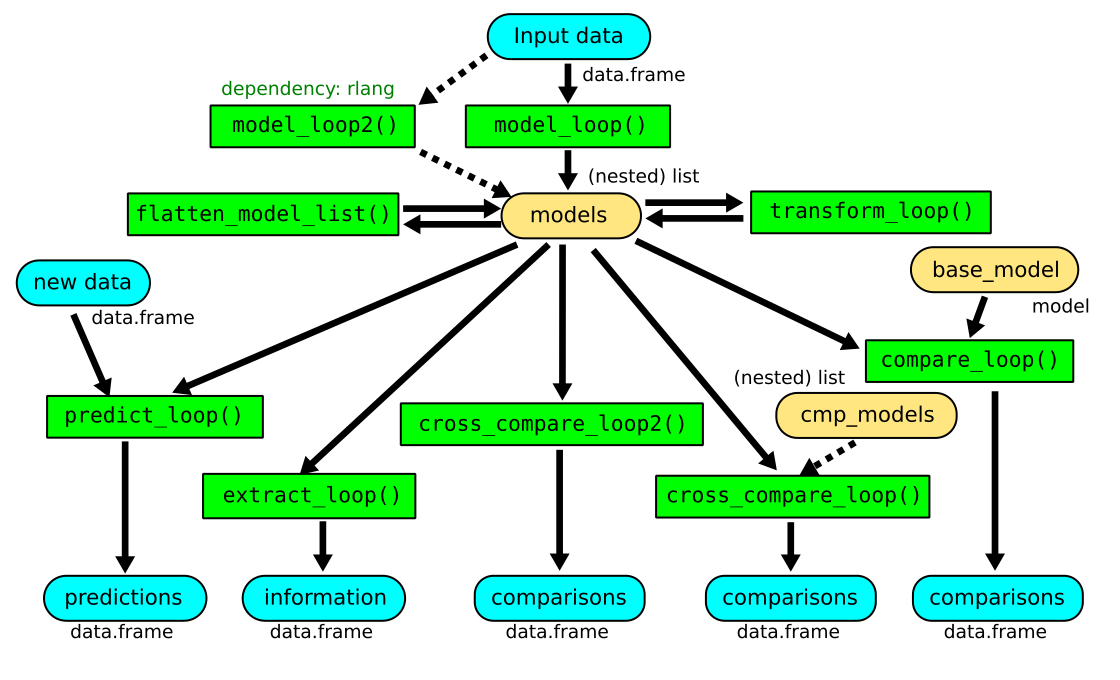 Input data
data.frame
dependency: rlang
model_loop2()
model_loop()
(nested) list
flatten_model_list()
models
transform_loop()
new data
base_model
data.frame
model
compare_loop()
(nested) list
predict_loop()
cross_compare_loop2()
cmp_models
extract_loop()
cross_compare_loop()
predictions
information
comparisons
comparisons
comparisons
data.frame
data.frame
data.frame
data.frame
data.frame